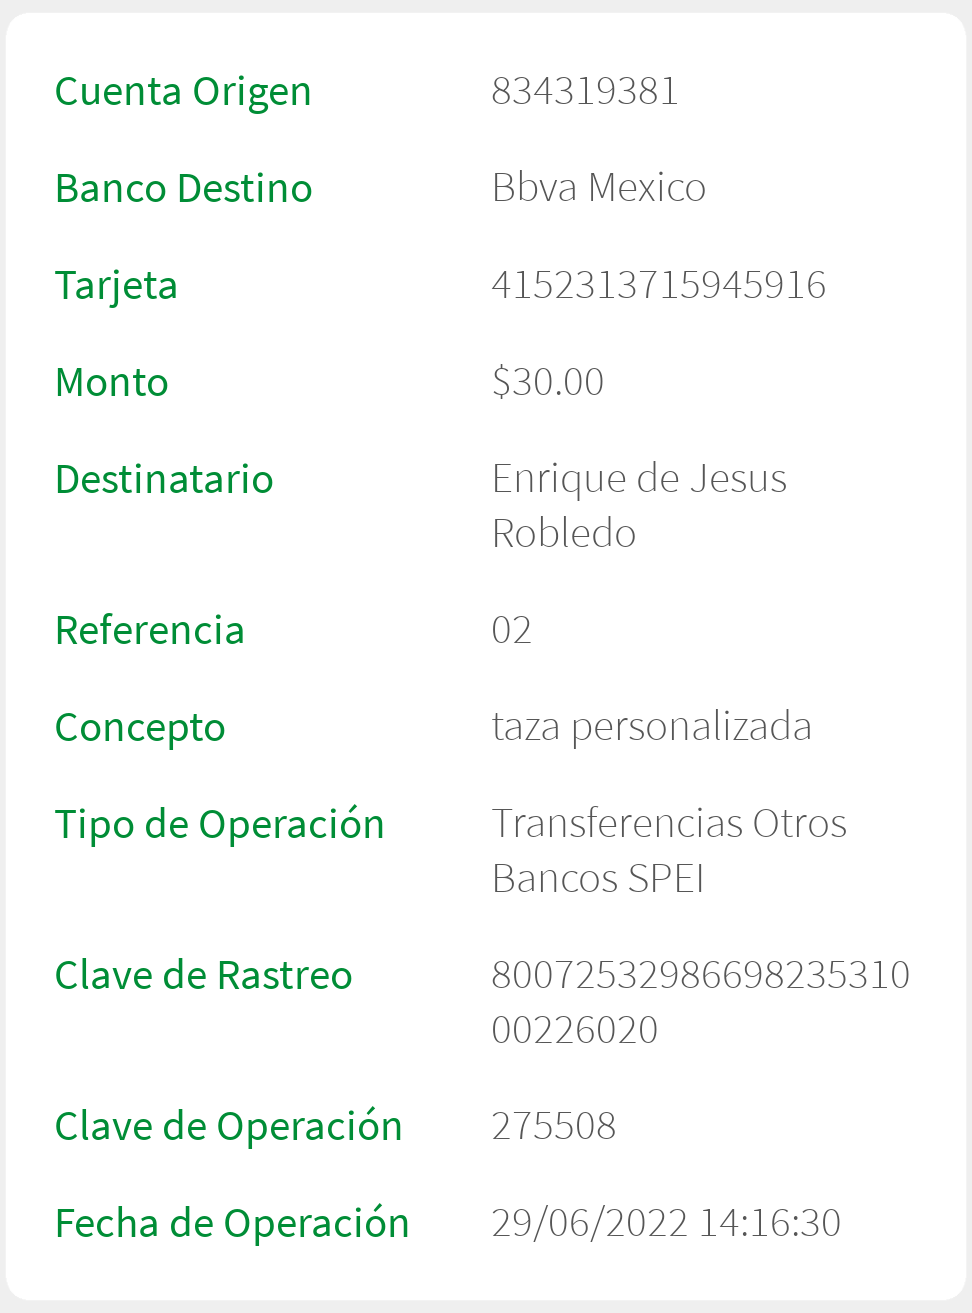 Cuenta Origen 834319381
Banco Destino Bbva Mexico
Tarjeta 4152313715945916
Monto $30.00
Destinatario Enrique de Jesus
Robledo
Referencia 02
Concepto taza personalizada
Tipo de Operación Transferencias Otros
Bancos SPEI
Clave de Rastreo 80072532986698235310
00226020
Clave de Operación 275508
Fecha de Operación 29/06/2022 14:16:30